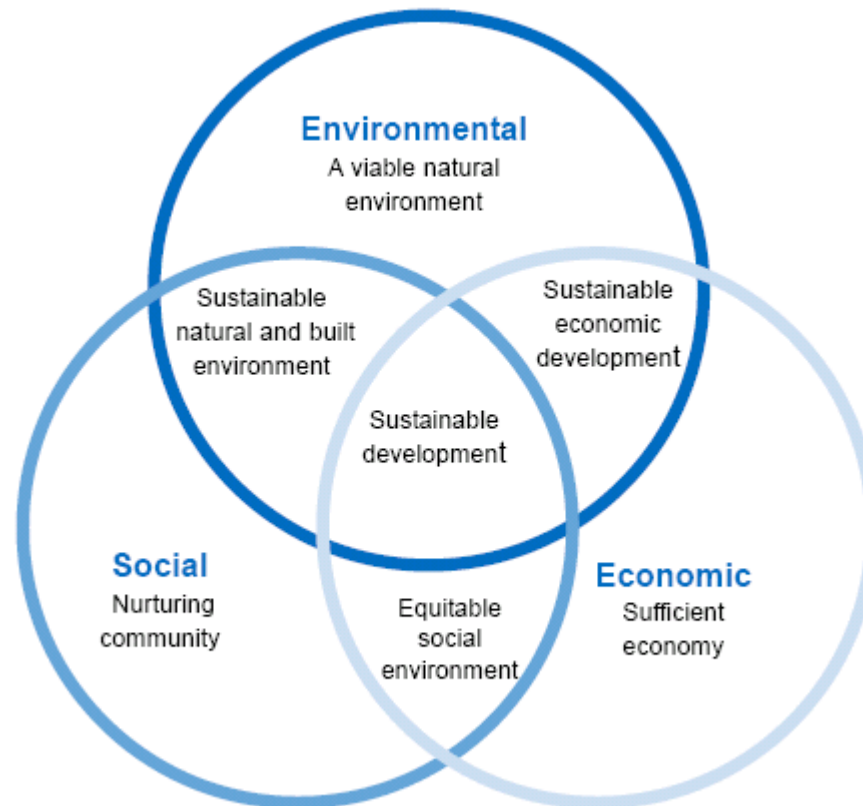 Environmental
A viable natural
environment
Sustainable
natural and built
environment
Sustainable
economic
development
Sustainable
development
Social
Nurturing
community
Equitable
social
environment
Economic
Sufficient
economy